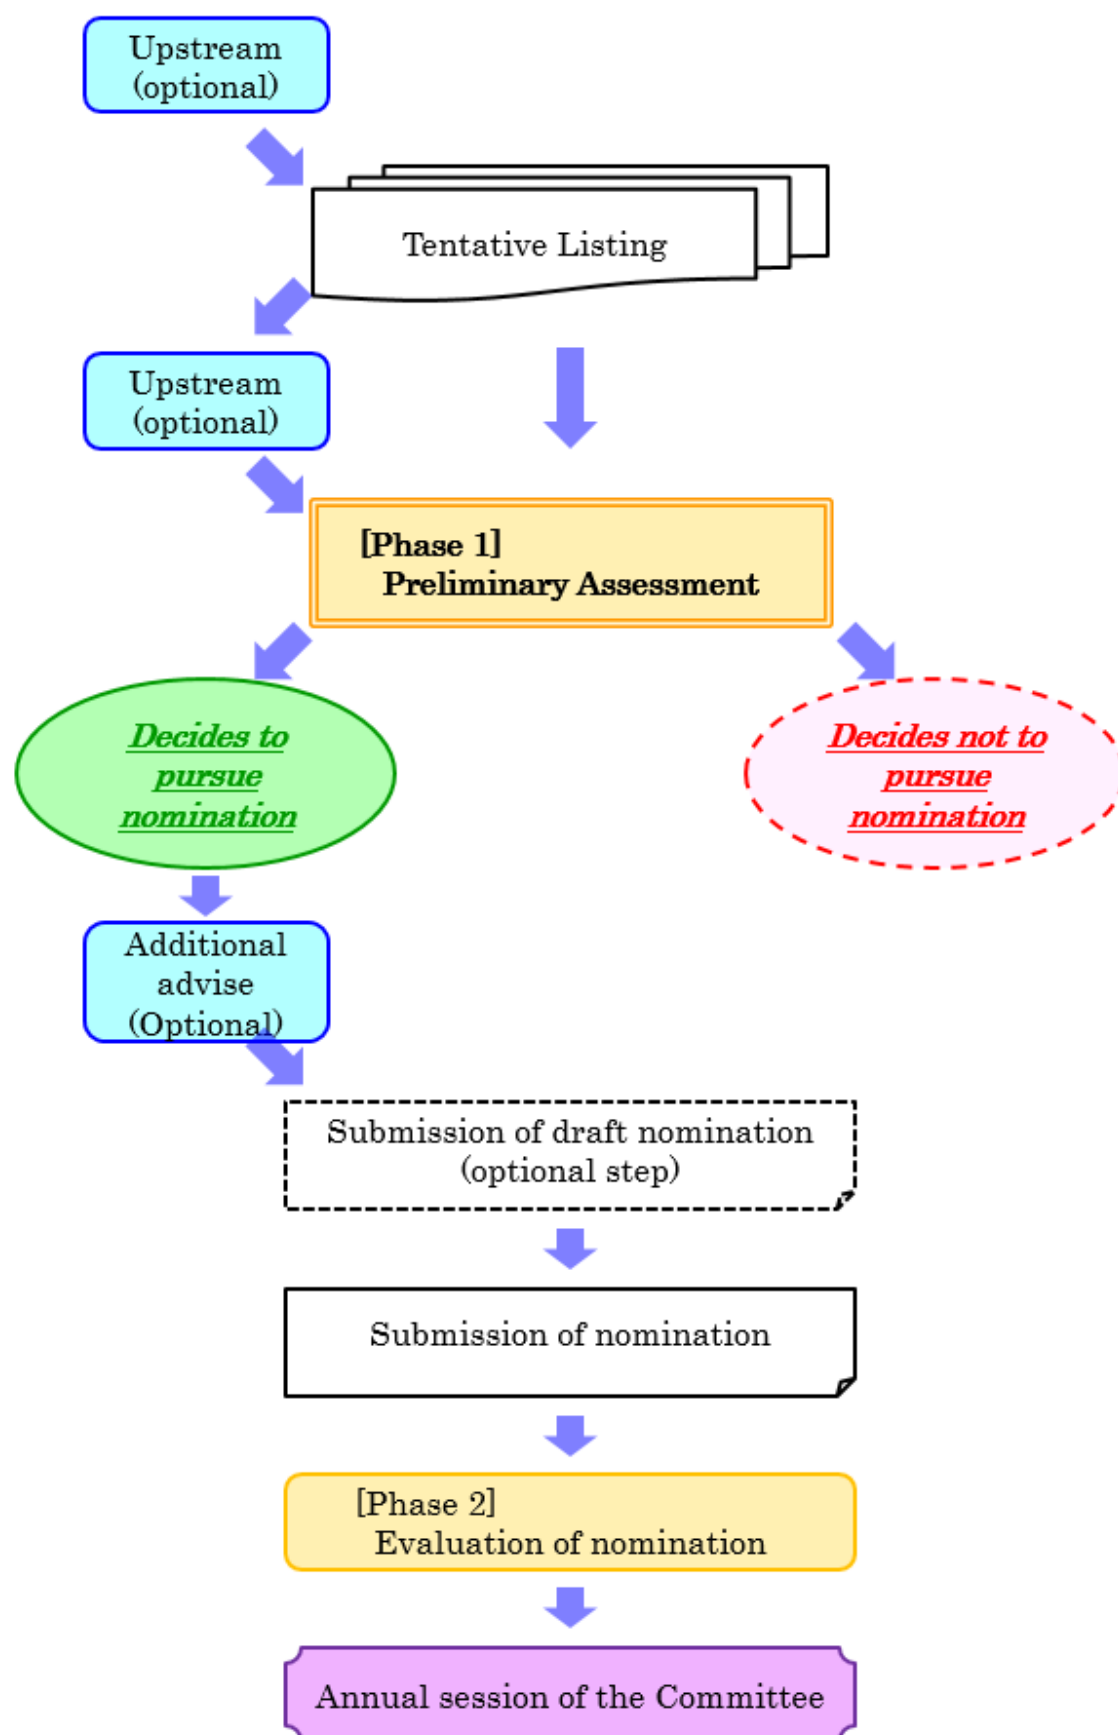 Upstream
(optional)
Tentative Listing
Upstream
(optional)
[Phase 1]
Preliminary Assessment
Decides to
pursue
nomination
Decides not to
pursue
nomination
Additional
advise
(Optional)
Submission of draft nomination
(optional step)
Submission of nomination
[Phase 2]
Evaluation of nomination
Annual session of the Committee